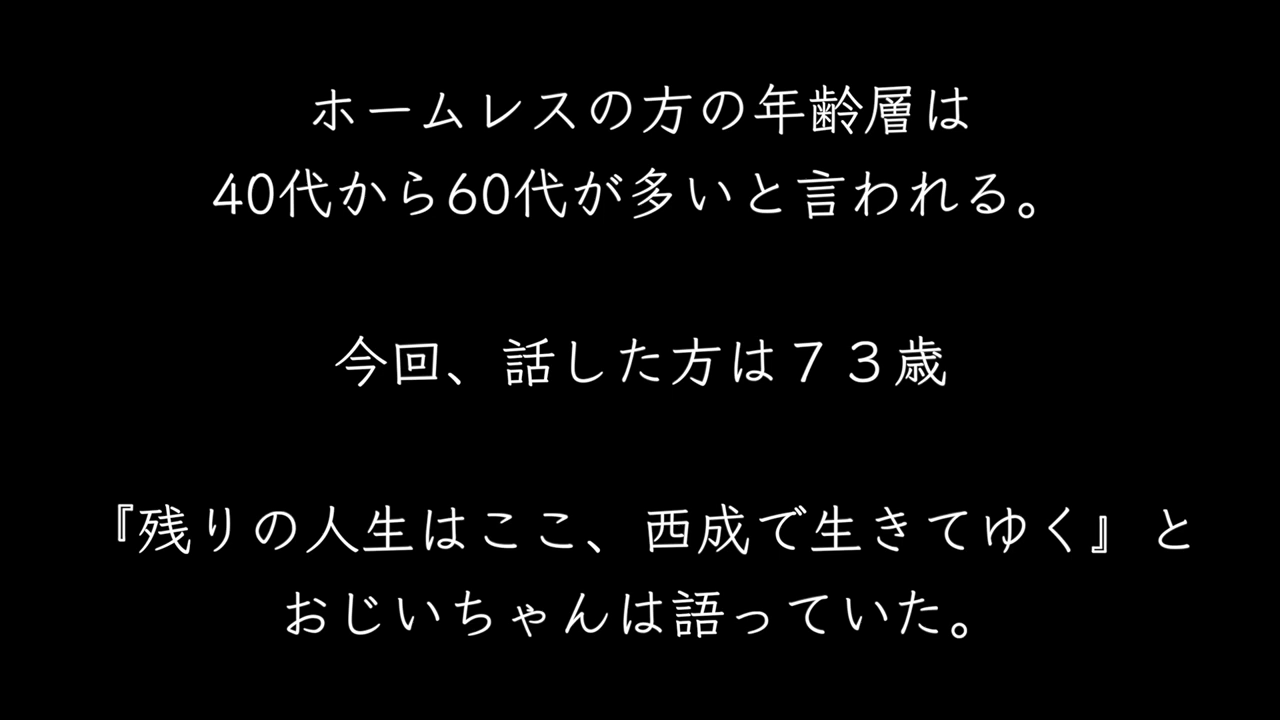 ホームレスの方の年齢層は
40代から60代が多いと言われる。
今回、話した方は７３歳
『残りの人生はここ、西成で生きてゆく』と
おじいちゃんは語っていた。